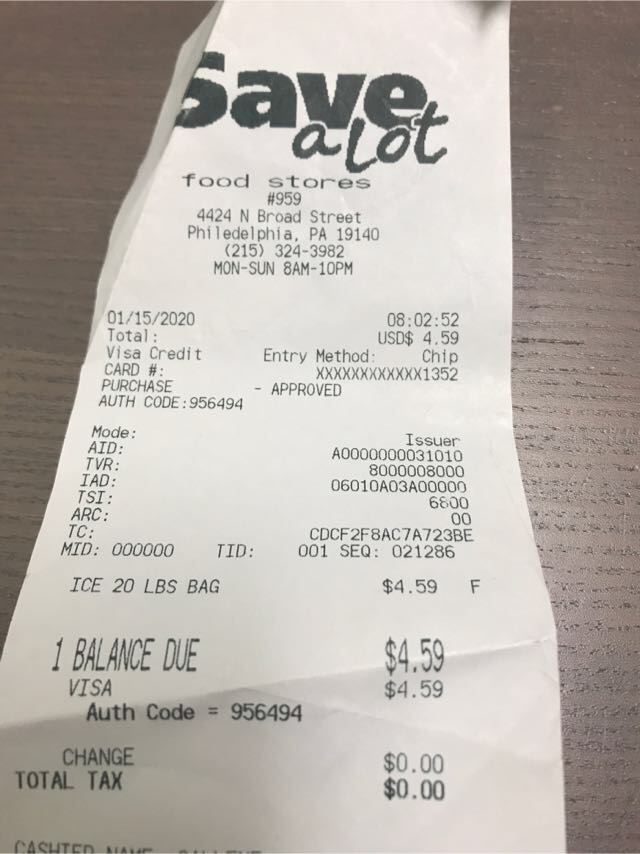 Save
a lot
food stores
#959
4424 N Broad Street
Philedelphia, PA 19140
(215) 324-3982
MON-SUN 8AM-10PM
01/15/2020 08:02:52
Total: USD$ 4.59
Visa Credit Entry Method: Chip
CARD #: XXXXXXXXXXXX1352
PURCHASE - APPROVED
AUTH CODE:956494
Mode: Issuer
AID: A0000000031010
TVR: 8000008000
IAD: 06010A03A00000
TSI: 6800
ARC: 00
TC: CDCF2F8AC7A723BE
MID: 000000 TID: 001 SEQ: 021286
ICE 20 LBS BAG $4.59 F
1 BALANCE DUE $4.59
VISA $4.59
Auth Code = 956494
CHANGE $0.00
TOTAL TAX $0.00
CASHIER NAME